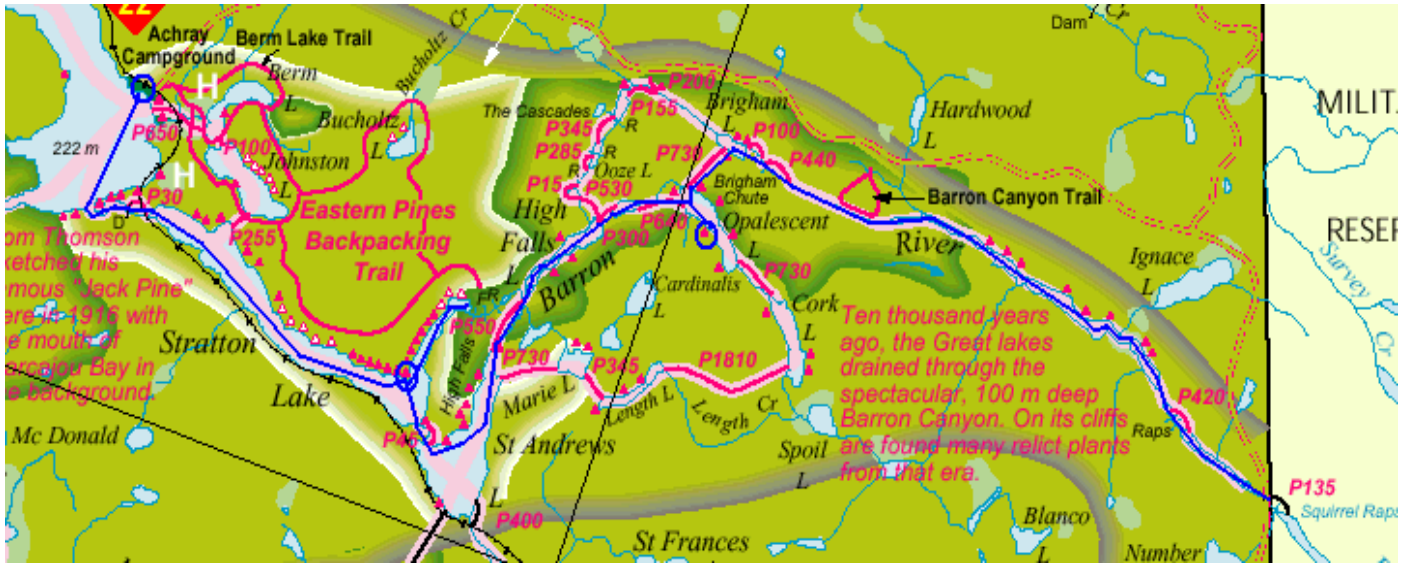 22
Achray
Campground
Berm Lake Trail
H
Berm
L
Bucholtz Cr
Bucholtz
L
P650
P100
Johnston
L
222 m
H
P30
D
P255
Eastern Pines
Backpacking
Trail
om Thomson
ketched his
mous "Jack Pine"
ere in 1916 with
e mouth of
arcajou Bay in
e background.
Stratton
Lake
Mc Donald
P45
High Falls
P550
FR
High
Falls
L
Barron
The Cascades
R
P345
P285
R
Ooze L
R
P15
P530
P300
P640
P730
P200
P155
Brigham
L
P100
P440
Brigham
Chute
Opalescent
L
Cardinalis
L
P730
Cork
L
P730
Marie L
P345
Length L
P1810
Length Cr
St Andrews
L
P400
St Frances
Spoil
L
Blanco
L
Number
Dam
Cr
Hardwood
L
Barron Canyon Trail
River
Ignace
L
Ten thousand years
ago, the Great lakes
drained through the
spectacular, 100 m deep
Barron Canyon. On its cliffs
are found many relict plants
from that era.
P420
Raps
P135
Squirrel Raps
MILITA
RESER
Survey
Cr